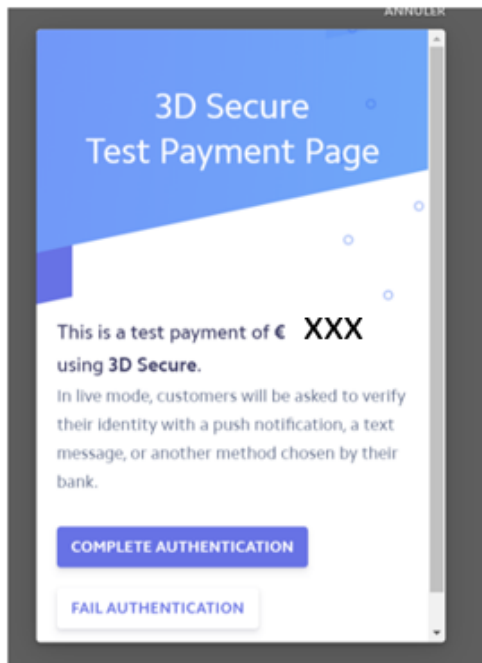 ANNULER
3D Secure
Test Payment Page
This is a test payment of € XXX
using 3D Secure.
In live mode, customers will be asked to verify
their identity with a push notification, a text
message, or another method chosen by their
bank.
COMPLETE AUTHENTICATION
FAIL AUTHENTICATION